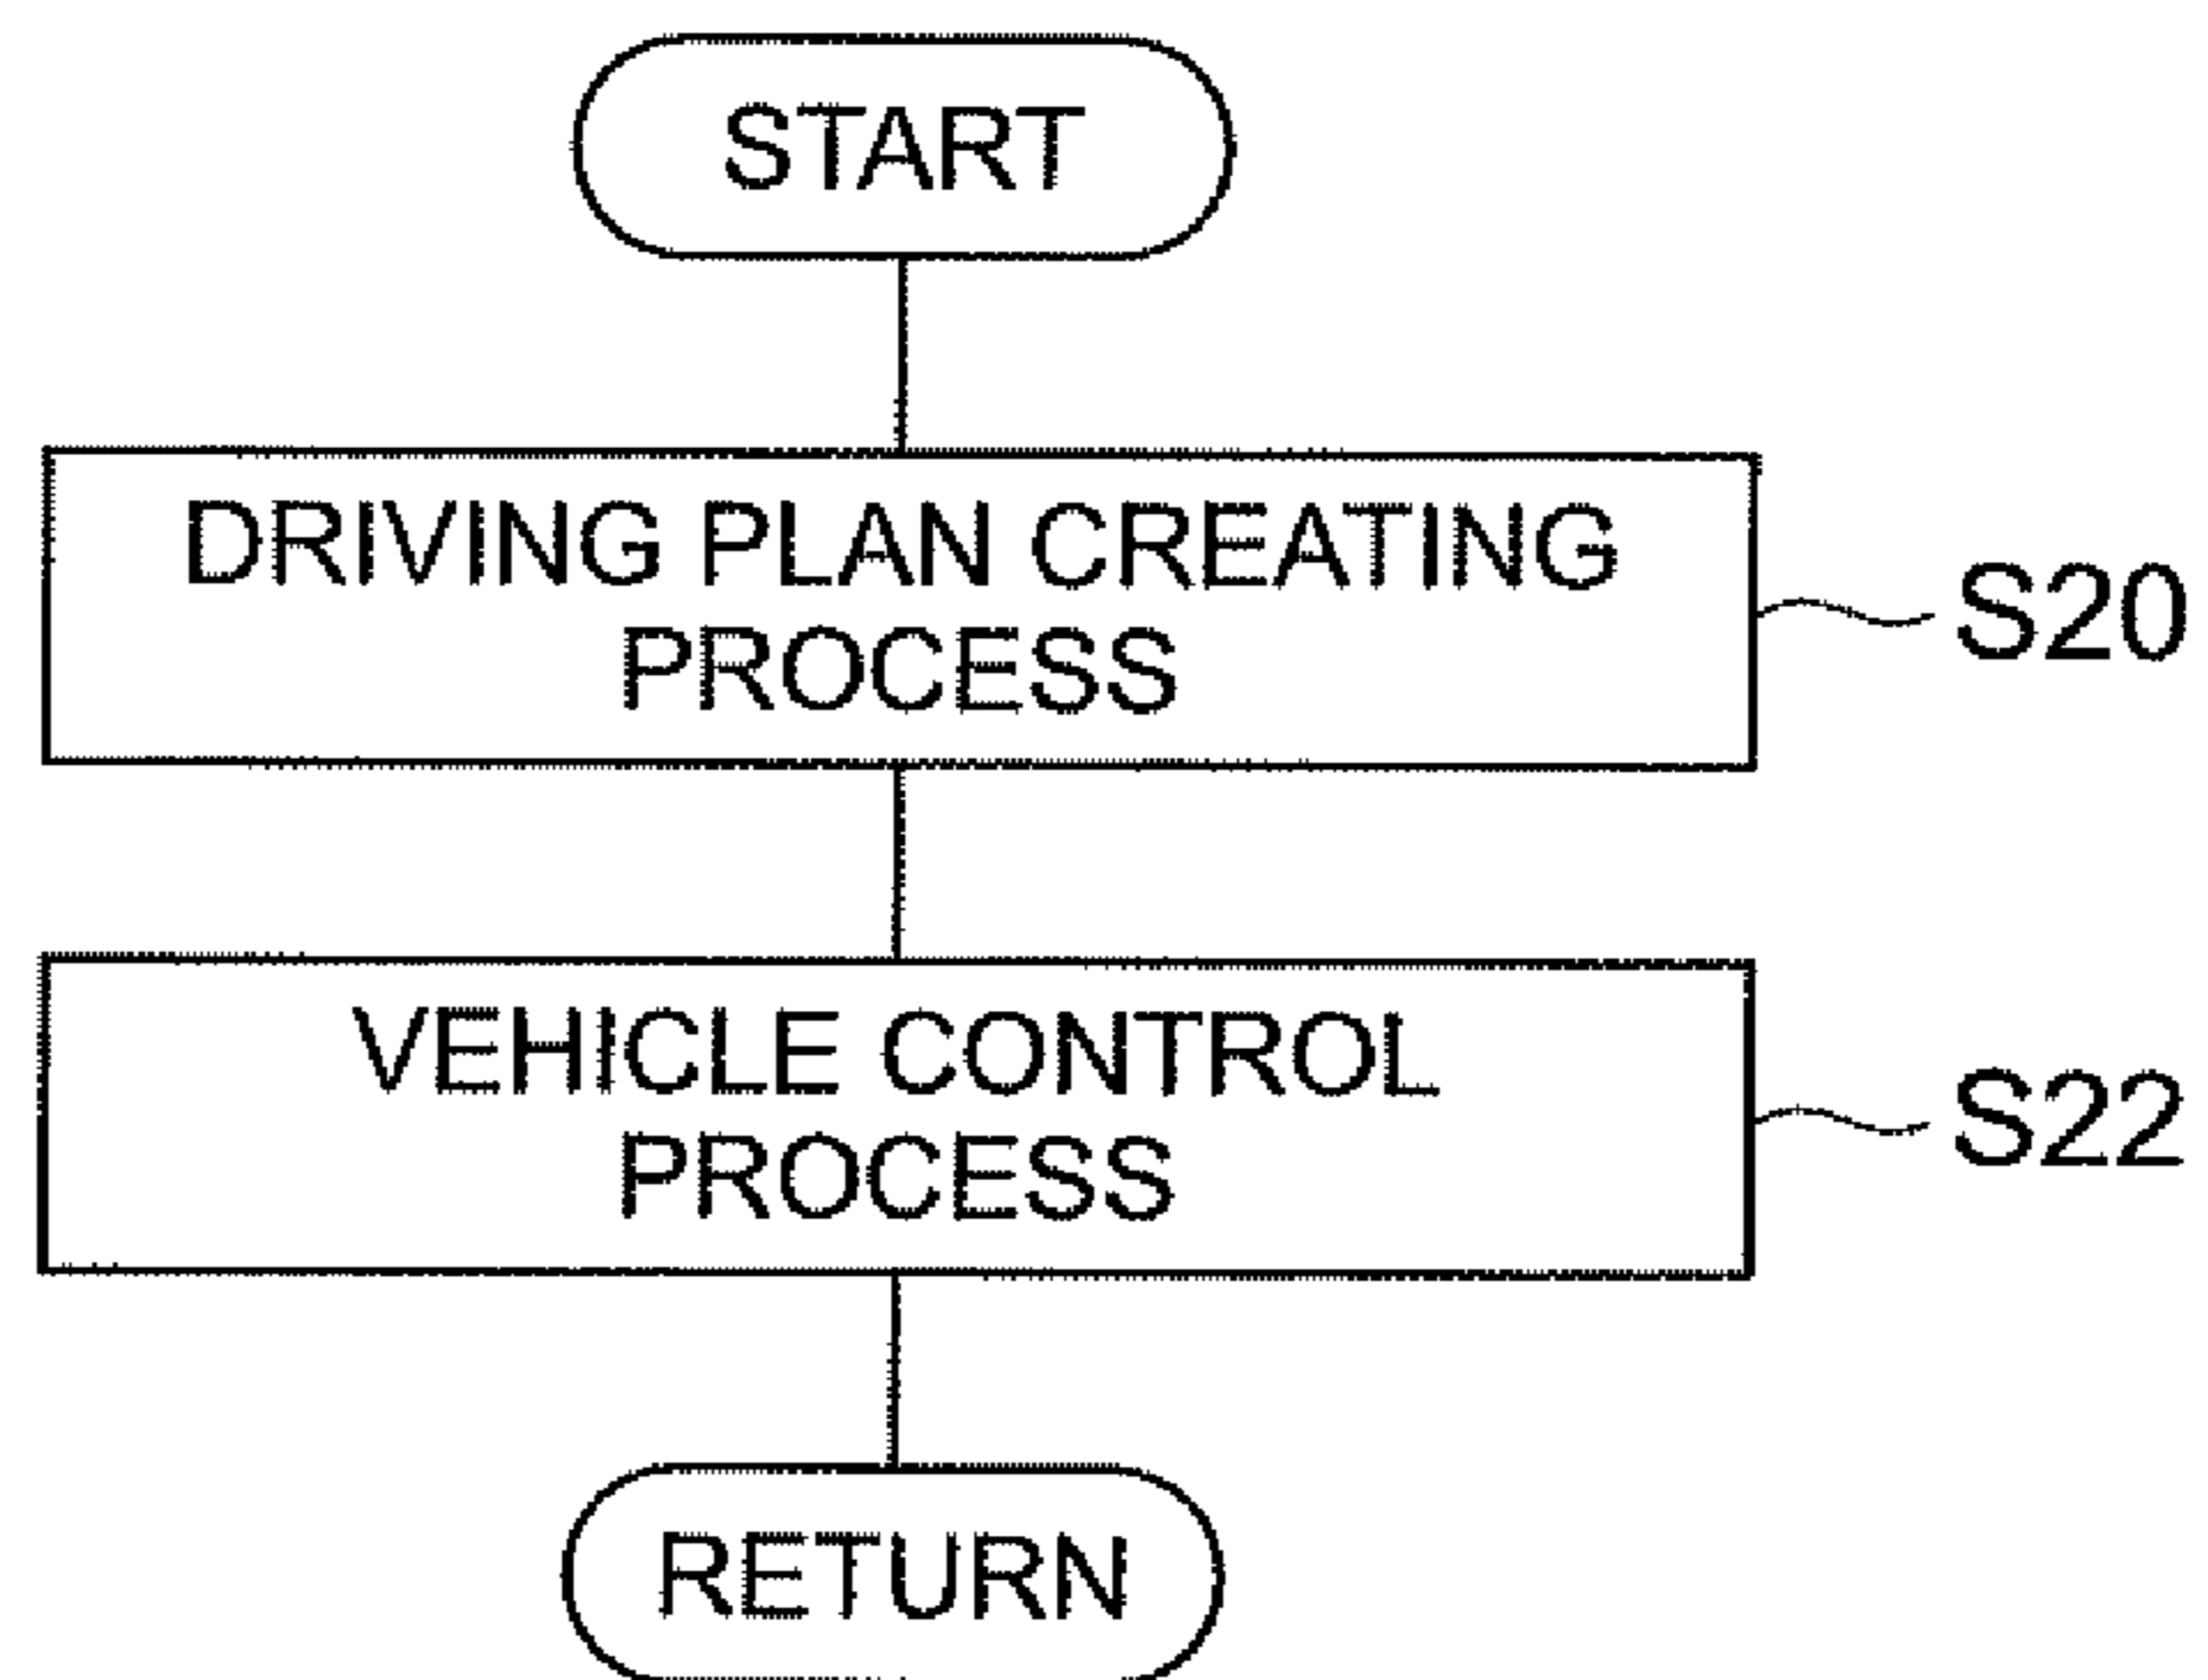 START
DRIVING PLAN CREATING
PROCESS
S20
VEHICLE CONTROL
PROCESS
S22
RETURN